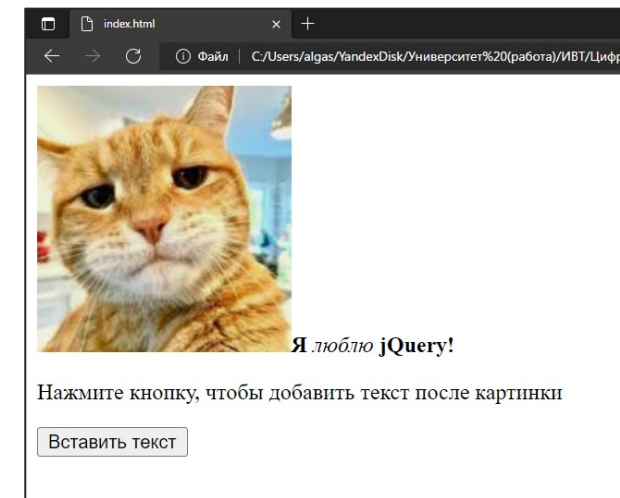 index.html
Файл C:/Users/algas/YandexDisk/Университет%20(работа)/ИВТ/Цифр
Я люблю jQuery!
Нажмите кнопку, чтобы добавить текст после картинки
Вставить текст